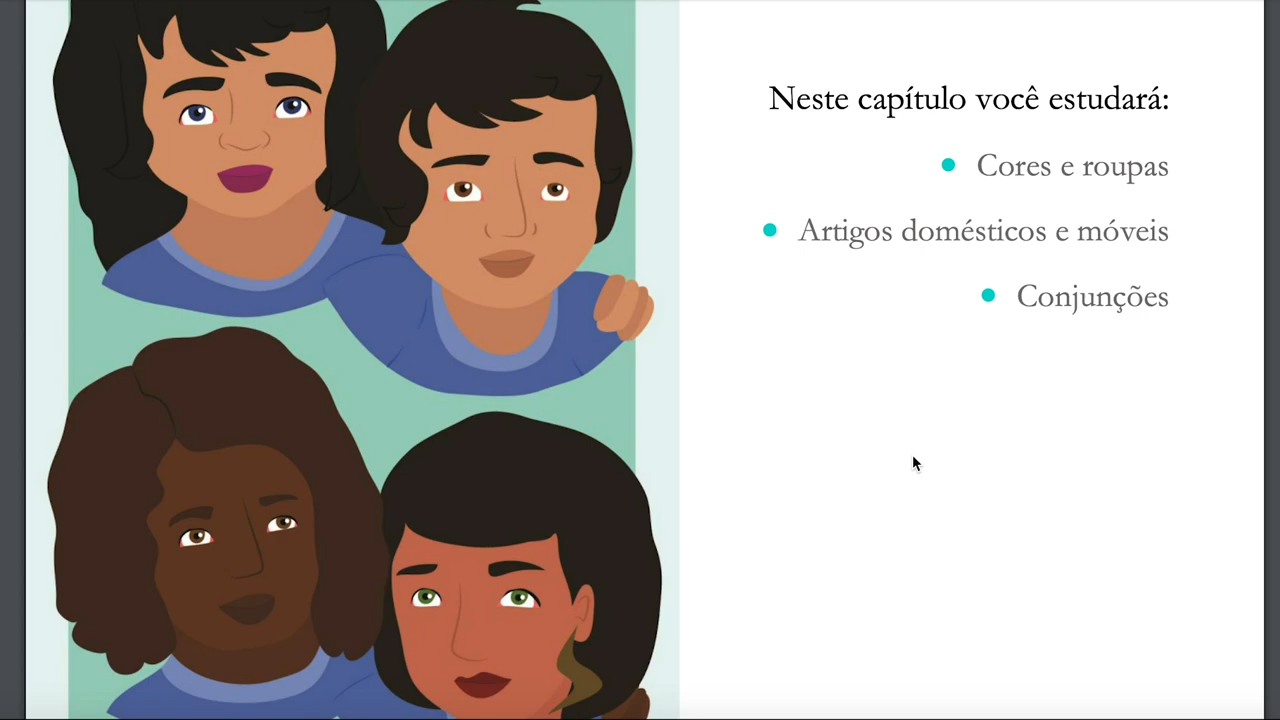 Neste capítulo você estudará:
Cores e roupas
Artigos domésticos e móveis
Conjunções